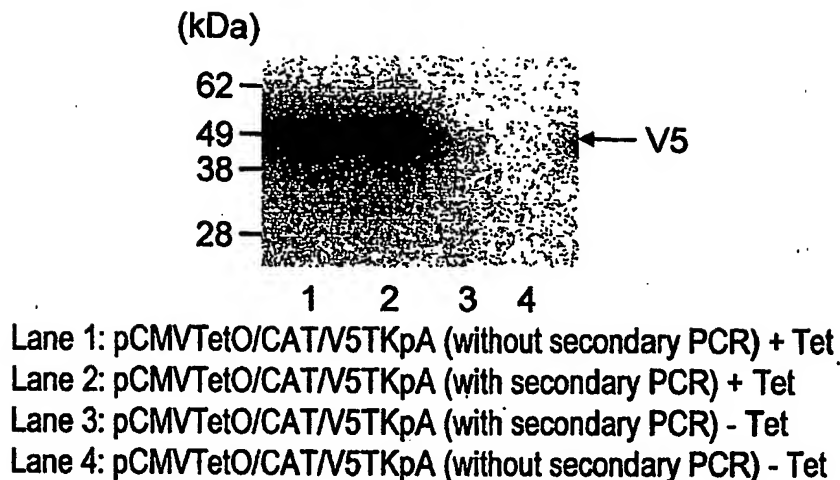 (kDa)
62
49
V5
38
28
1 2 3 4
Lane 1: pCMVTetO/CAT/V5TKpA (without secondary PCR) + Tet
Lane 2: pCMVTetO/CAT/V5TKpA (with secondary PCR) + Tet
Lane 3: pCMVTetO/CAT/V5TKpA (with secondary PCR) - Tet
Lane 4: pCMVTetO/CAT/V5TKpA (without secondary PCR) - Tet